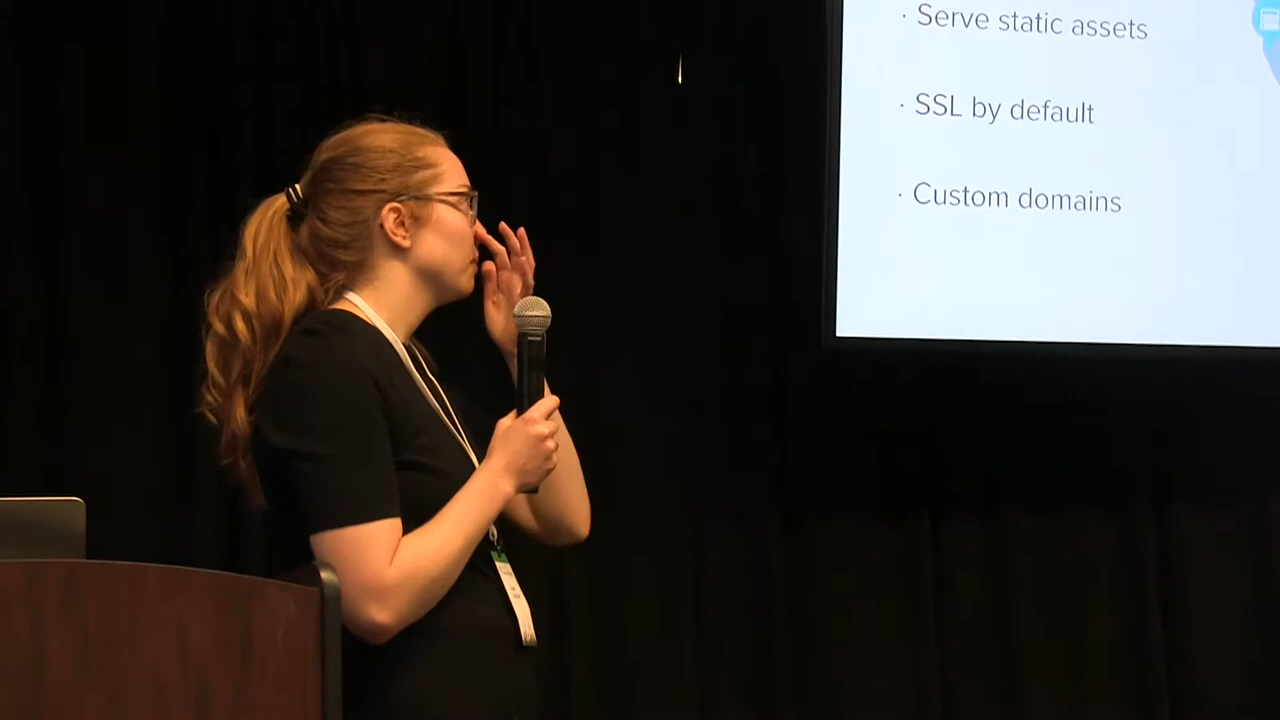 · Serve static assets
· SSL by default
· Custom domains